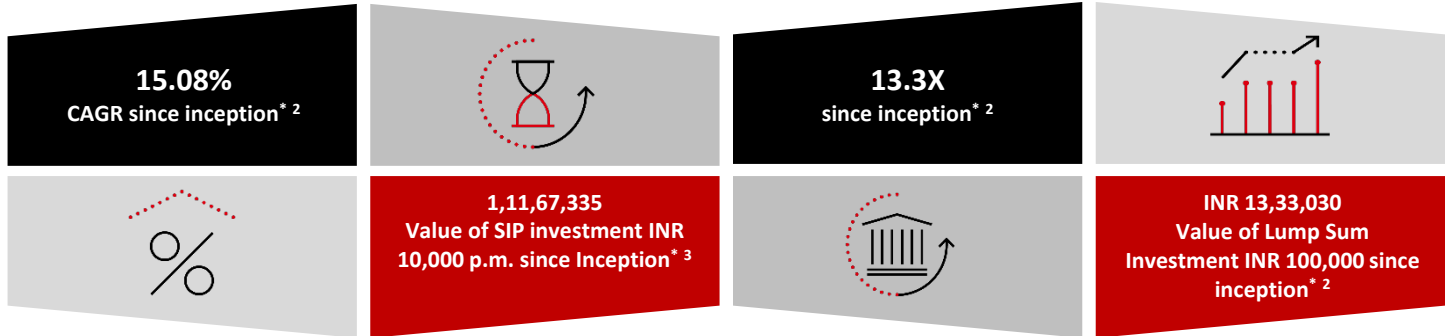 15.08%
CAGR since inception* 2
13.3X
since inception* 2
1,11,67,335
Value of SIP investment INR
10,000 p.m. since Inception* 3
INR 13,33,030
Value of Lump Sum
Investment INR 100,000 since
inception* 2